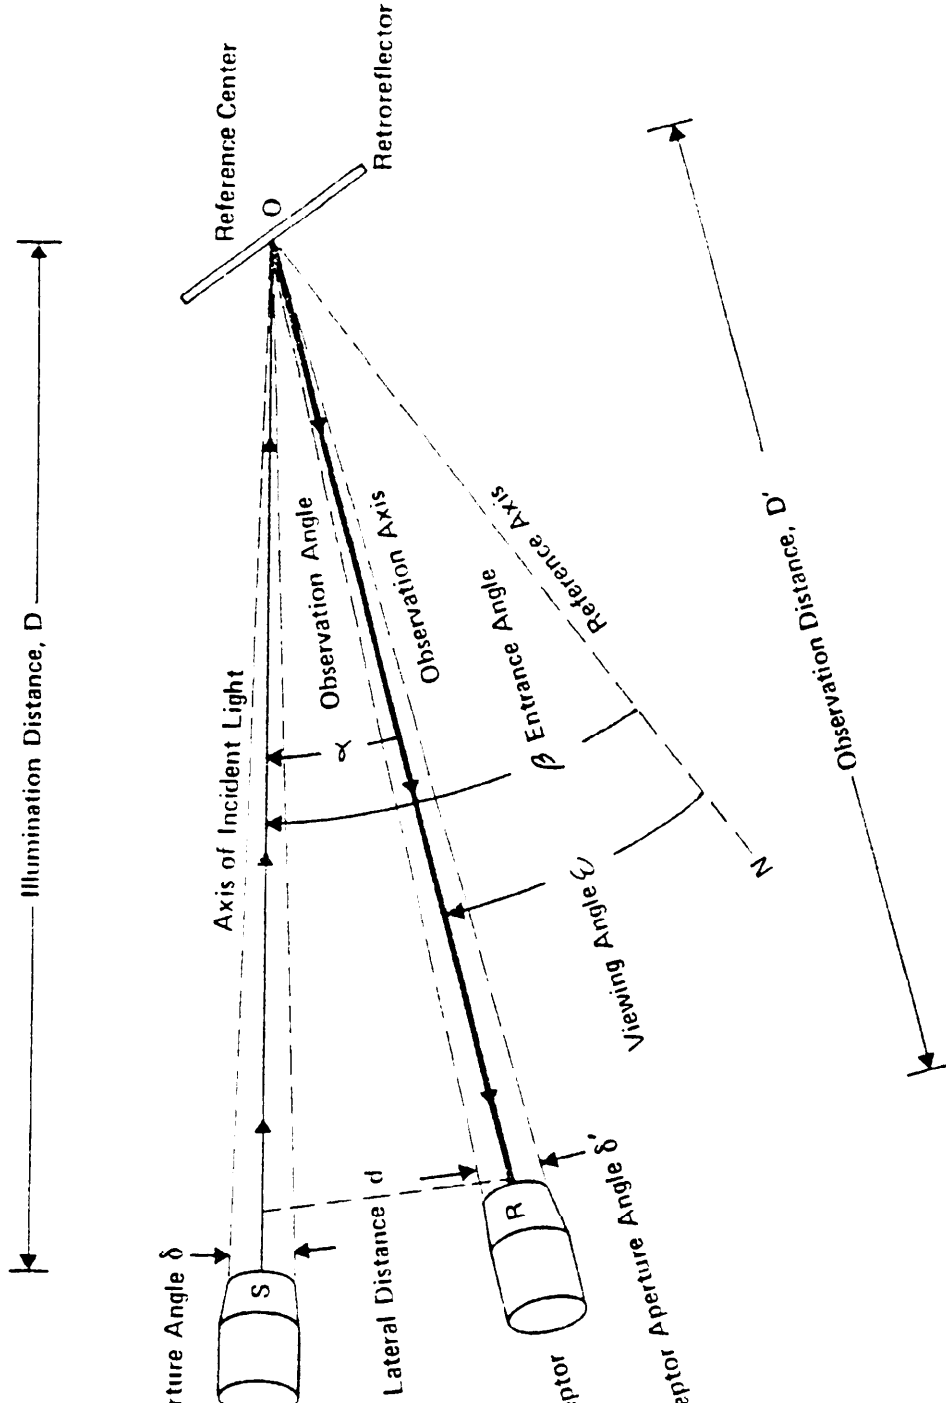 Illumination Distance, D
Reference Center
O
Retroreflector
Axis of Incident Light
Observation Angle
α
Observation Axis
β Entrance Angle
Reference Axis
Viewing Angle ε
N
Observation Distance, D'
S
R
Lateral Distance d
rture Angle δ
ptor
eptor Aperture Angle δ'